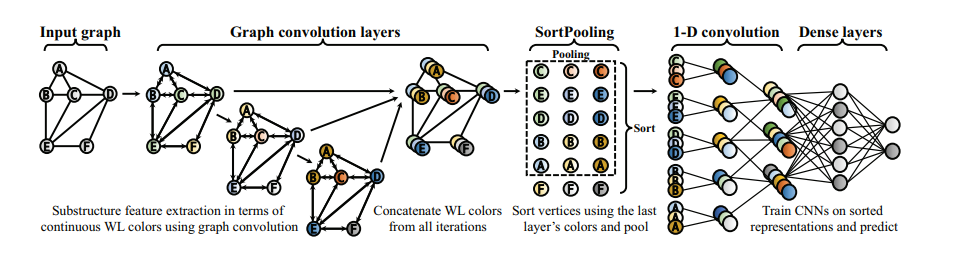 Input graph
Graph convolution layers
SortPooling
1-D convolution
Dense layers
Pooling
A
B C D
E F
A
B C D
E F
A
B C D
E F
A
B C D
E F
A
B C D
E F
C C C
E E E
D D D
B B B
A A A
F F F
Sort
C
C
C
E
E
E
D
D
D
B
B
B
A
A
A
Substructure feature extraction in terms of
continuous WL colors using graph convolution
Concatenate WL colors
from all iterations
Sort vertices using the last
layer's colors and pool
Train CNNs on sorted
representations and predict